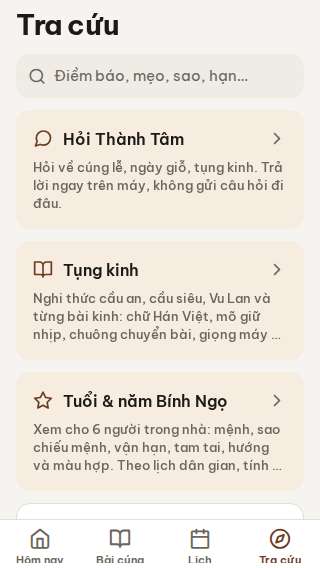 Tra cứu
Điềm báo, mẹo, sao, hạn...
Hỏi Thành Tâm
Hỏi về cúng lễ, ngày giỗ, tụng kinh. Trả
lời ngay trên máy, không gửi câu hỏi đi
đâu.
Tụng kinh
Nghi thức cầu an, cầu siêu, Vu Lan và
từng bài kinh: chữ Hán Việt, mõ giữ
nhịp, chuông chuyển bài, giọng máy ...
Tuổi & năm Bính Ngọ
Xem cho 6 người trong nhà: mệnh, sao
chiếu mệnh, vận hạn, tam tai, hướng
và màu hợp. Theo lịch dân gian, tính ...
Hôm nay Bài cúng Lịch Tra cứu